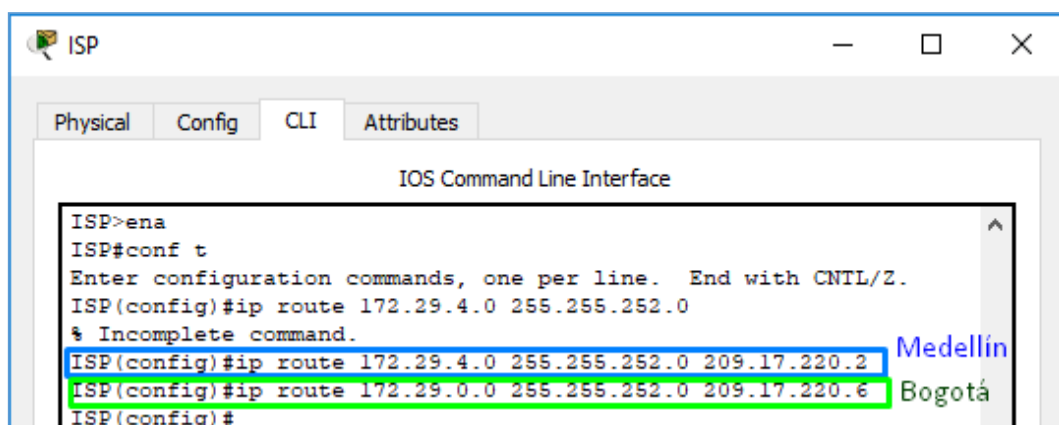 ISP
Physical Config CLI Attributes
IOS Command Line Interface
ISP>ena
ISP#conf t
Enter configuration commands, one per line.  End with CNTL/Z.
ISP(config)#ip route 172.29.4.0 255.255.252.0
% Incomplete command.
ISP(config)#ip route 172.29.4.0 255.255.252.0 209.17.220.2 Medellín
ISP(config)#ip route 172.29.0.0 255.255.252.0 209.17.220.6 Bogotá
ISP(config)#